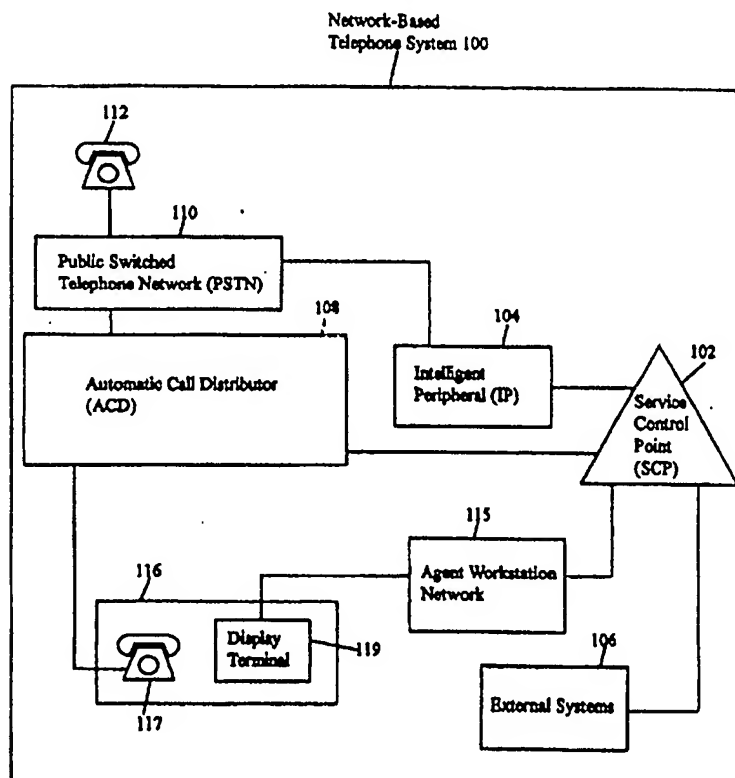 Network-Based
Telephone System 100
112
110
Public Switched
Telephone Network (PSTN)
108
Automatic Call Distributor
(ACD)
104
Intelligent
Peripheral (IP)
102
Service
Control
Point
(SCP)
115
Agent Workstation
Network
116
Display
Terminal
119
117
106
External Systems